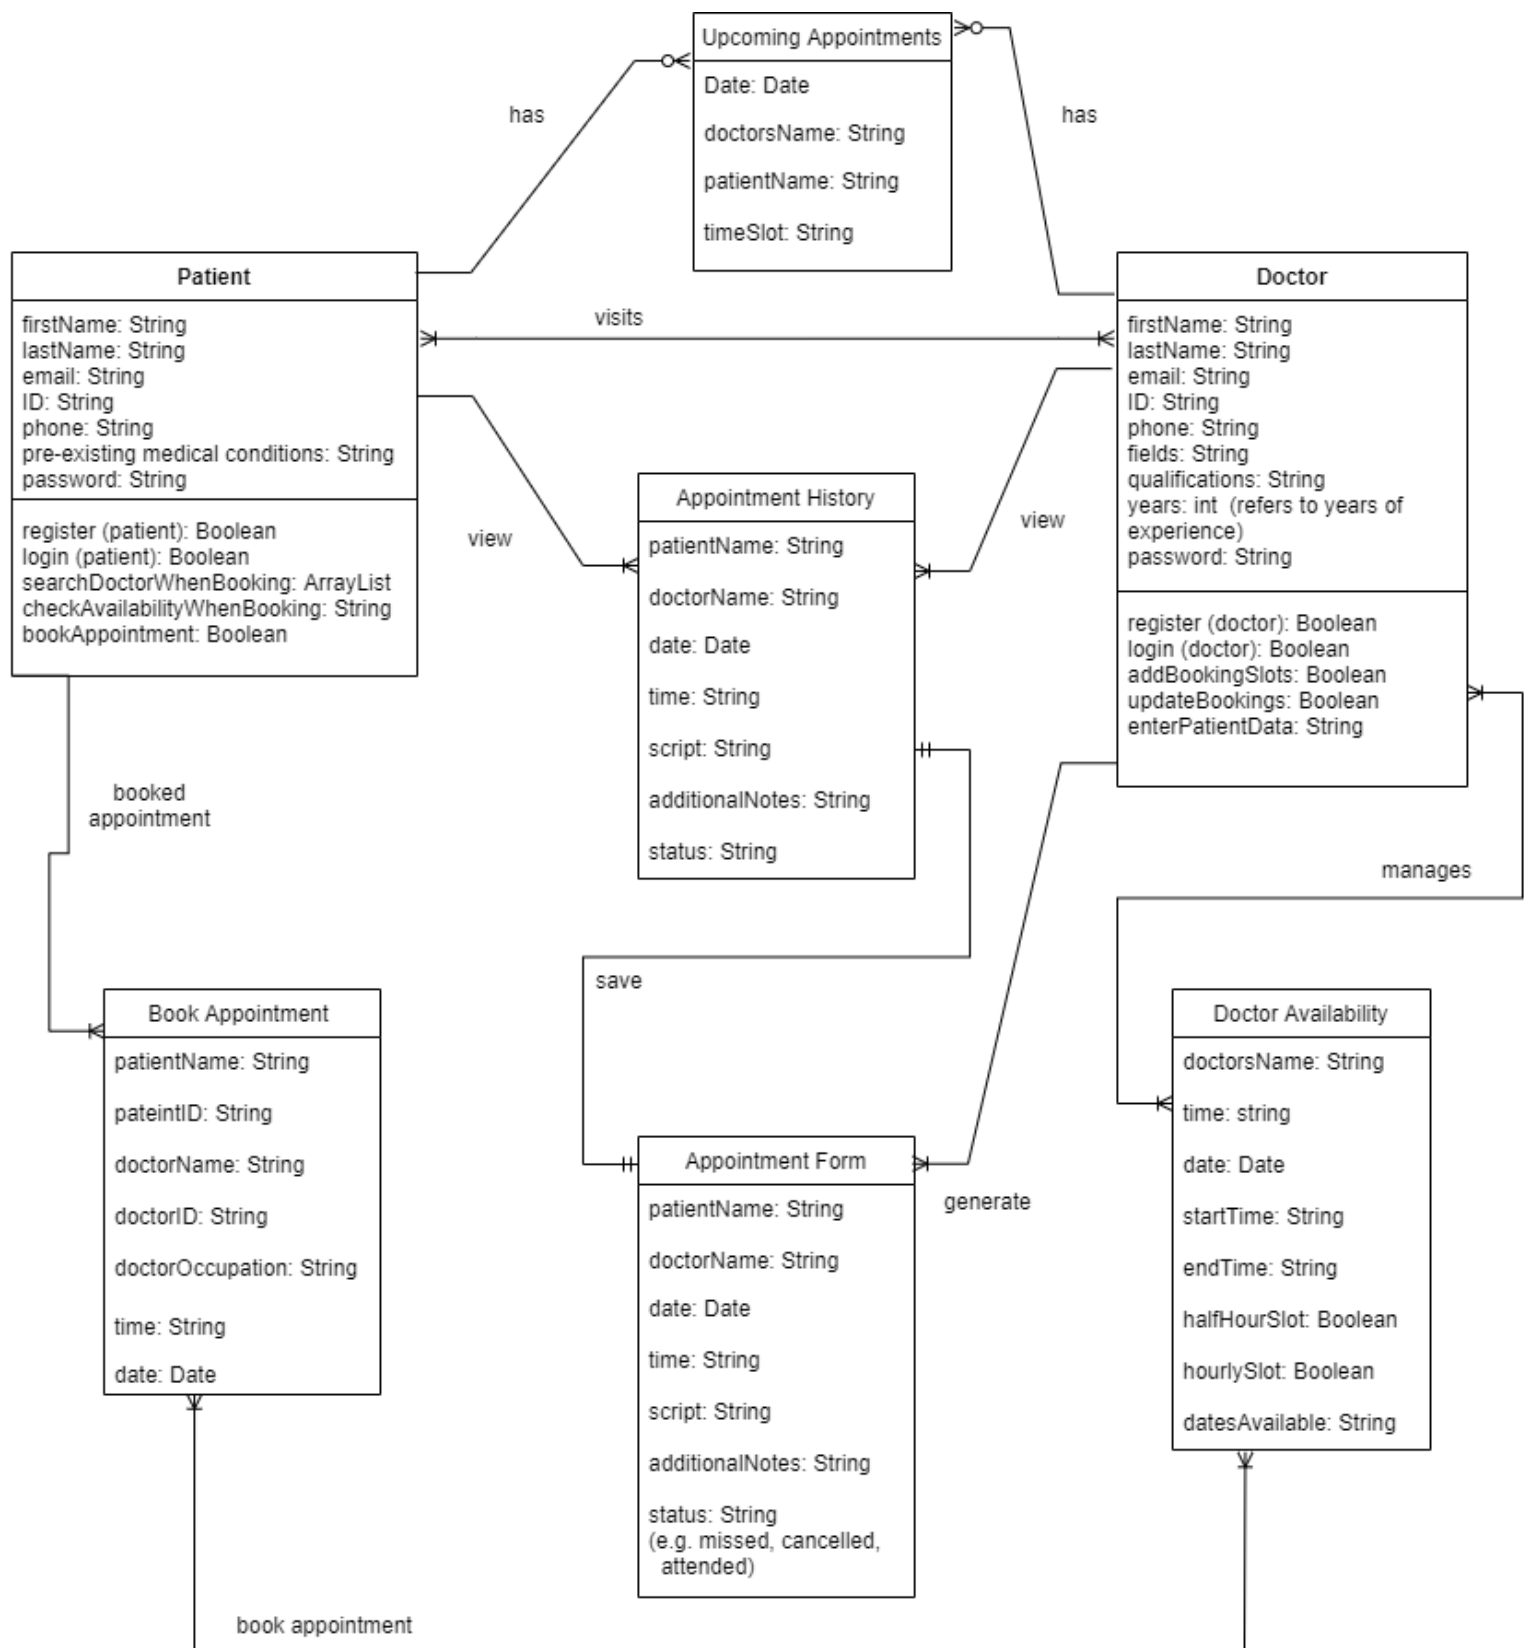 Upcoming Appointments
Date: Date
doctorsName: String
patientName: String
timeSlot: String
has
has
Patient
firstName: String
lastName: String
email: String
ID: String
phone: String
pre-existing medical conditions: String
password: String
register (patient): Boolean
login (patient): Boolean
searchDoctorWhenBooking: ArrayList
checkAvailabilityWhenBooking: String
bookAppointment: Boolean
visits
Doctor
firstName: String
lastName: String
email: String
ID: String
phone: String
fields: String
qualifications: String
years: int  (refers to years of
experience)
password: String
register (doctor): Boolean
login (doctor): Boolean
addBookingSlots: Boolean
updateBookings: Boolean
enterPatientData: String
view
view
Appointment History
patientName: String
doctorName: String
date: Date
time: String
script: String
additionalNotes: String
status: String
booked
appointment
manages
save
Book Appointment
patientName: String
pateintID: String
doctorName: String
doctorID: String
doctorOccupation: String
time: String
date: Date
Appointment Form
patientName: String
doctorName: String
date: Date
time: String
script: String
additionalNotes: String
status: String
(e.g. missed, cancelled,
attended)
generate
Doctor Availability
doctorsName: String
time: string
date: Date
startTime: String
endTime: String
halfHourSlot: Boolean
hourlySlot: Boolean
datesAvailable: String
book appointment